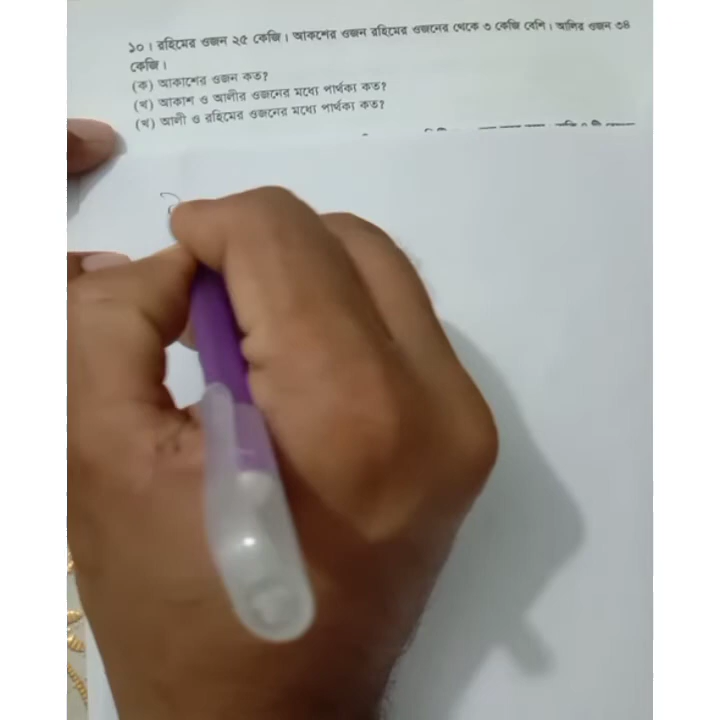 ১০। রহিমের ওজন ২৫ কেজি। আকশের ওজন রহিমের ওজনের থেকে ৩ কেজি বেশি। আলির ওজন ৩৪
কেজি।
(ক) আকাশের ওজন কত?
(খ) আকাশ ও আলীর ওজনের মধ্যে পার্থক্য কত?
(খ) আলী ও রহিমের ওজনের মধ্যে পার্থক্য কত?